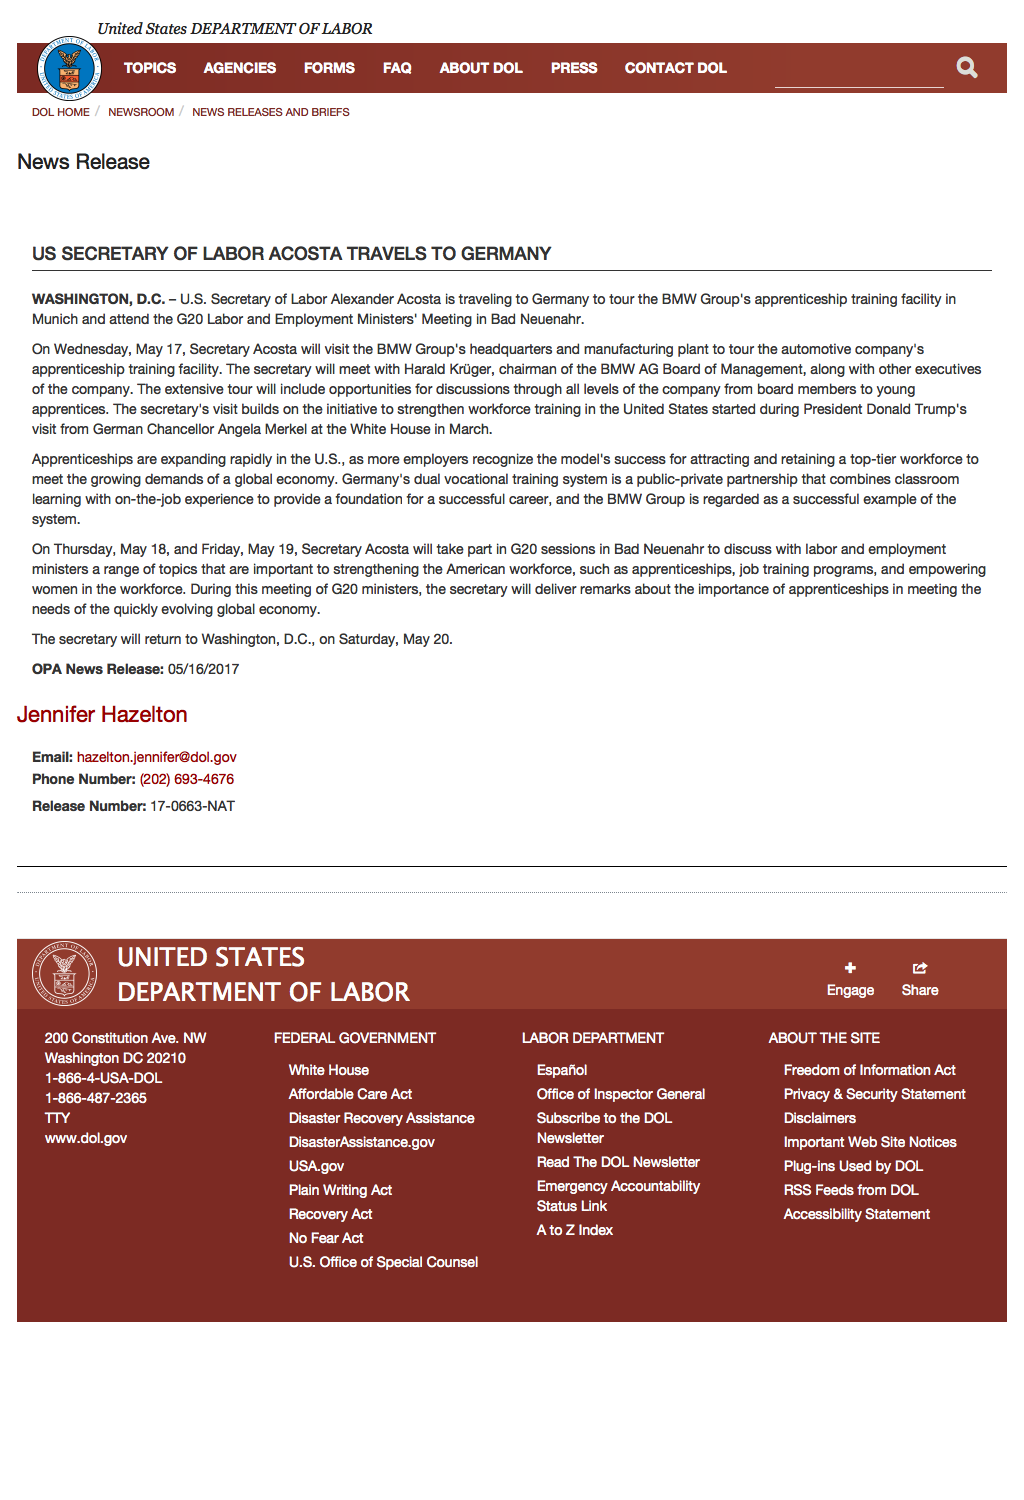 United States DEPARTMENT OF LABOR
TOPICS AGENCIES FORMS FAQ ABOUT DOL PRESS CONTACT DOL
DOL HOME / NEWSROOM / NEWS RELEASES AND BRIEFS
News Release
US SECRETARY OF LABOR ACOSTA TRAVELS TO GERMANY
WASHINGTON, D.C. – U.S. Secretary of Labor Alexander Acosta is traveling to Germany to tour the BMW Group's apprenticeship training facility in
Munich and attend the G20 Labor and Employment Ministers' Meeting in Bad Neuenahr.
On Wednesday, May 17, Secretary Acosta will visit the BMW Group's headquarters and manufacturing plant to tour the automotive company's
apprenticeship training facility. The secretary will meet with Harald Krüger, chairman of the BMW AG Board of Management, along with other executives
of the company. The extensive tour will include opportunities for discussions through all levels of the company from board members to young
apprentices. The secretary's visit builds on the initiative to strengthen workforce training in the United States started during President Donald Trump's
visit from German Chancellor Angela Merkel at the White House in March.
Apprenticeships are expanding rapidly in the U.S., as more employers recognize the model's success for attracting and retaining a top-tier workforce to
meet the growing demands of a global economy. Germany's dual vocational training system is a public-private partnership that combines classroom
learning with on-the-job experience to provide a foundation for a successful career, and the BMW Group is regarded as a successful example of the
system.
On Thursday, May 18, and Friday, May 19, Secretary Acosta will take part in G20 sessions in Bad Neuenahr to discuss with labor and employment
ministers a range of topics that are important to strengthening the American workforce, such as apprenticeships, job training programs, and empowering
women in the workforce. During this meeting of G20 ministers, the secretary will deliver remarks about the importance of apprenticeships in meeting the
needs of the quickly evolving global economy.
The secretary will return to Washington, D.C., on Saturday, May 20.
OPA News Release: 05/16/2017
Jennifer Hazelton
Email: hazelton.jennifer@dol.gov
Phone Number: (202) 693-4676
Release Number: 17-0663-NAT
UNITED STATES
DEPARTMENT OF LABOR
Engage Share
200 Constitution Ave. NW
Washington DC 20210
1-866-4-USA-DOL
1-866-487-2365
TTY
www.dol.gov
FEDERAL GOVERNMENT
White House
Affordable Care Act
Disaster Recovery Assistance
DisasterAssistance.gov
USA.gov
Plain Writing Act
Recovery Act
No Fear Act
U.S. Office of Special Counsel
LABOR DEPARTMENT
Español
Office of Inspector General
Subscribe to the DOL
Newsletter
Read The DOL Newsletter
Emergency Accountability
Status Link
A to Z Index
ABOUT THE SITE
Freedom of Information Act
Privacy & Security Statement
Disclaimers
Important Web Site Notices
Plug-ins Used by DOL
RSS Feeds from DOL
Accessibility Statement